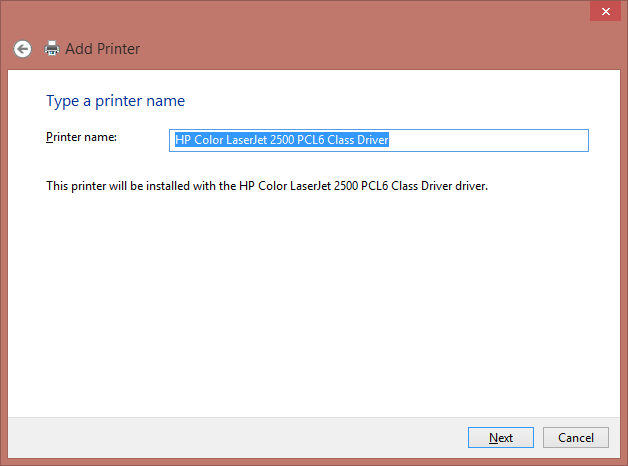 Add Printer
Type a printer name
Printer name: HP Color LaserJet 2500 PCL6 Class Driver
This printer will be installed with the HP Color LaserJet 2500 PCL6 Class Driver driver.
Next Cancel